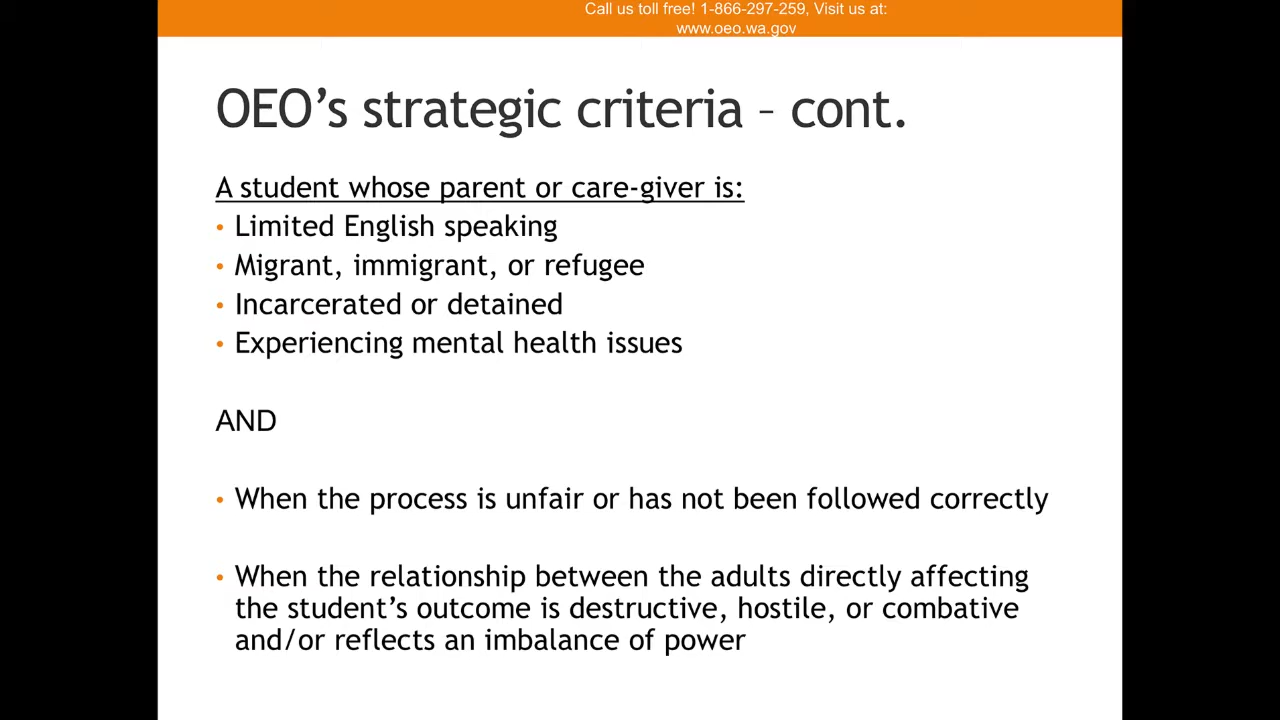 Call us toll free! 1-866-297-259, Visit us at:
www.oeo.wa.gov
OEO’s strategic criteria – cont.
A student whose parent or care-giver is:
• Limited English speaking
• Migrant, immigrant, or refugee
• Incarcerated or detained
• Experiencing mental health issues
AND
• When the process is unfair or has not been followed correctly
• When the relationship between the adults directly affecting
the student’s outcome is destructive, hostile, or combative
and/or reflects an imbalance of power